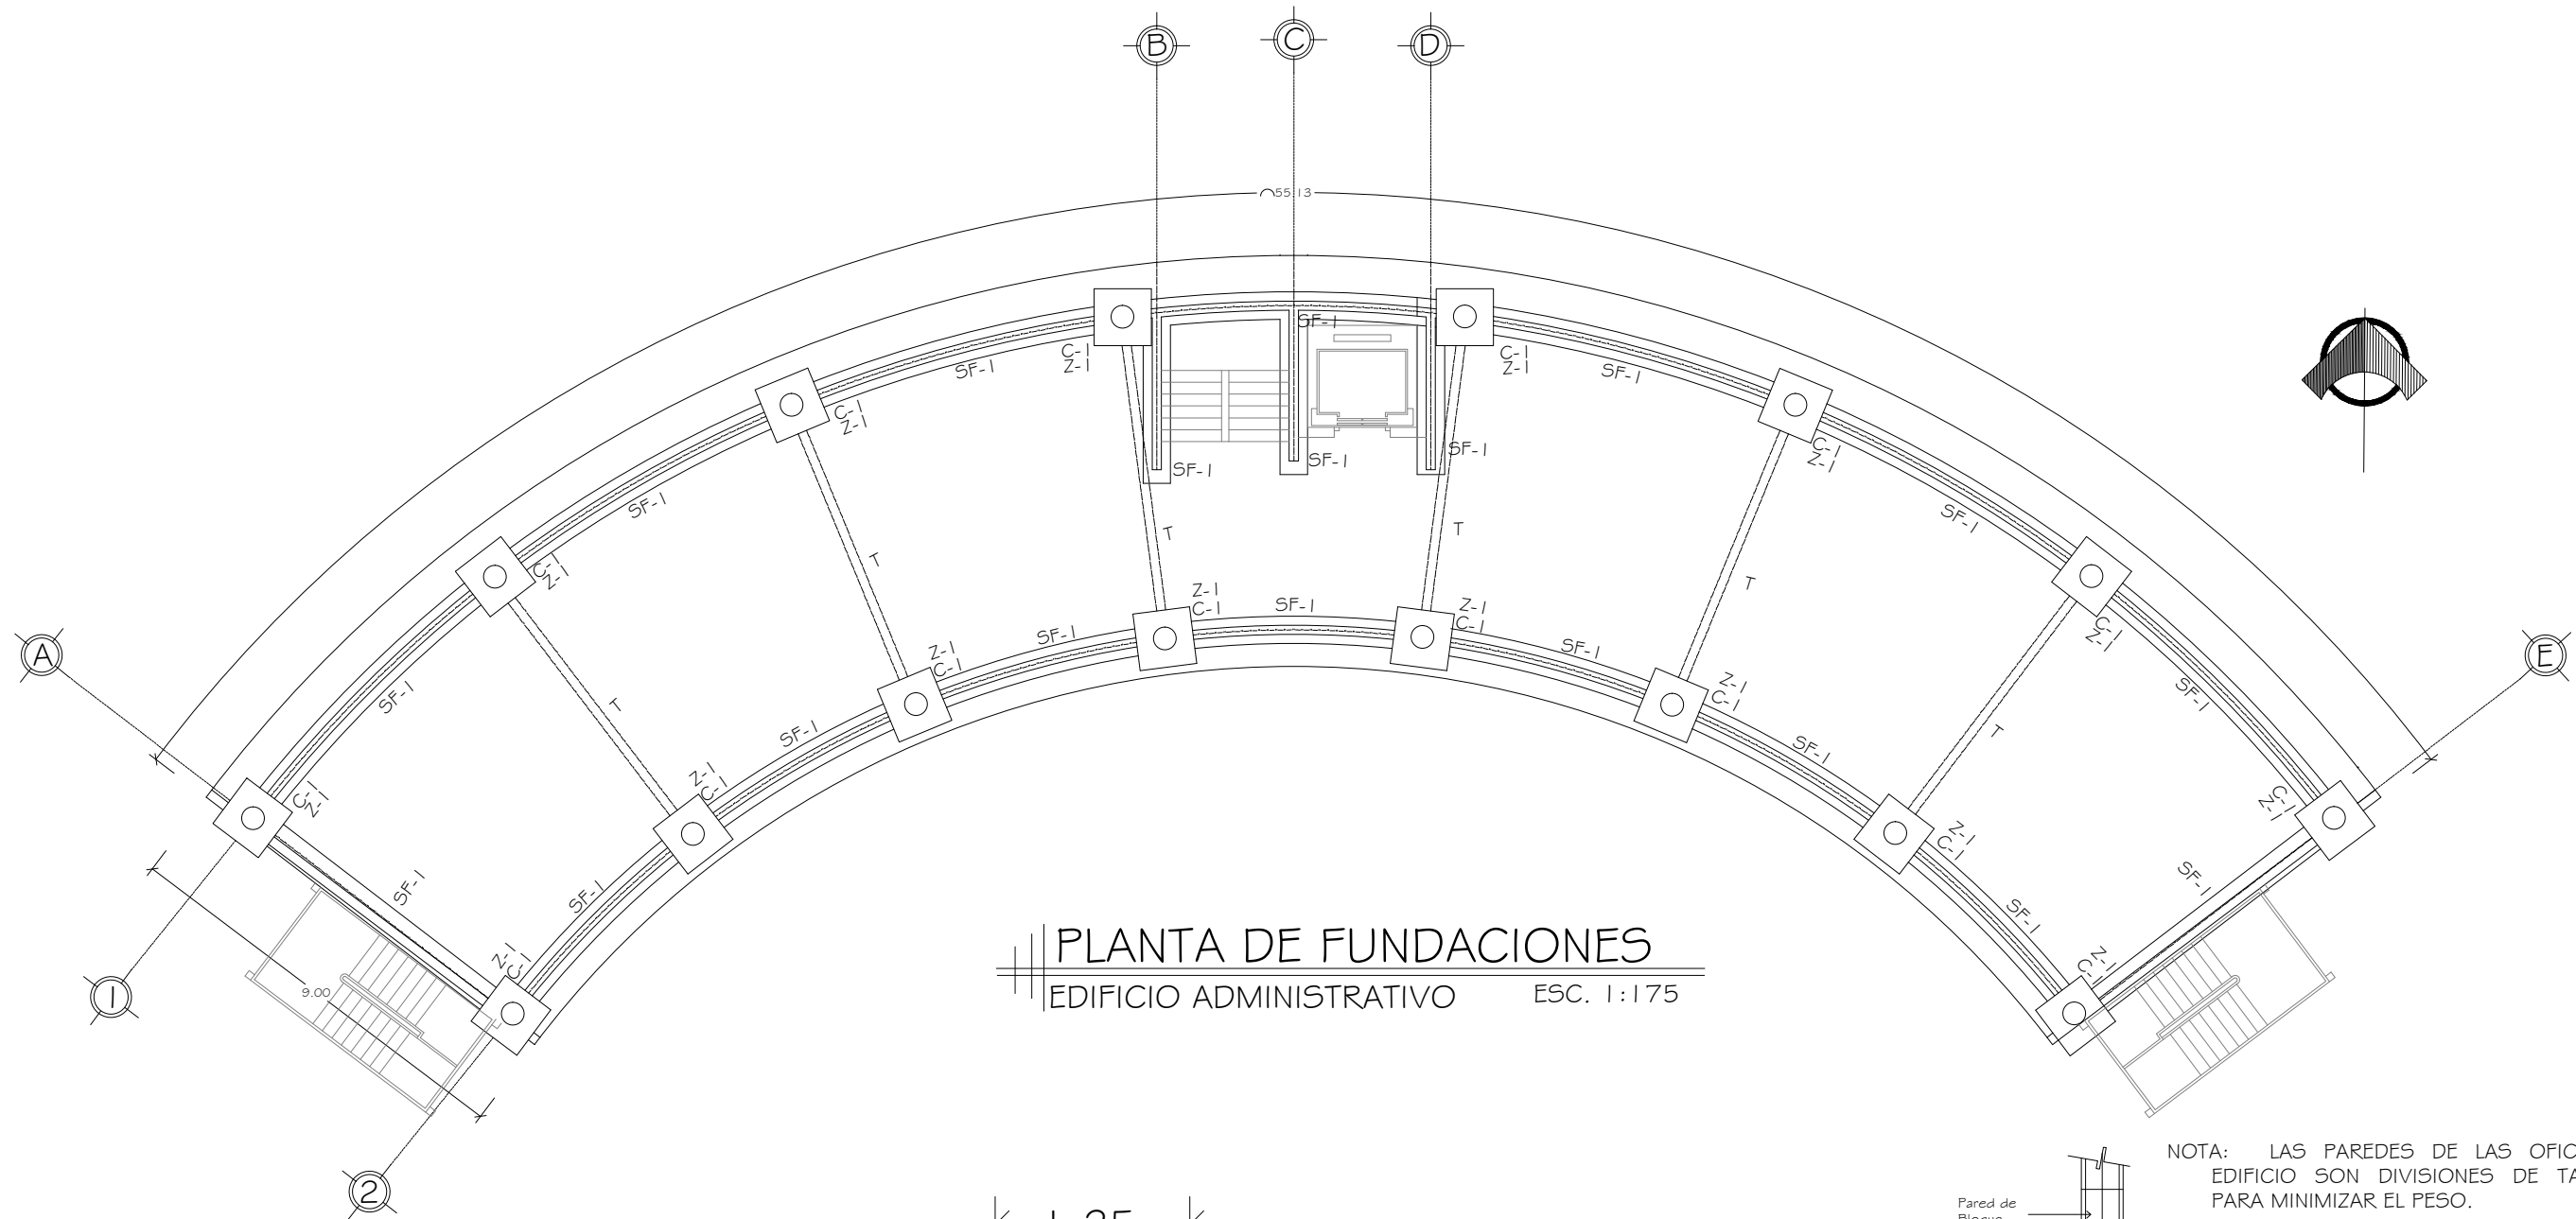 B
C
D
55.13
SF-1
C-1
Z-1
C-1
Z-1
SF-1
SF-1
C-1
Z-1
C-1
Z-1
SF-1
SF-1
SF-1
SF-1
SF-1
SF-1
T
T
T
T
C-1
Z-1
C-1
Z-1
Z-1
C-1
SF-1
Z-1
C-1
SF-1
SF-1
Z-1
C-1
Z-1
C-1
A
E
SF-1
SF-1
T
T
SF-1
SF-1
Z-1
C-1
Z-1
C-1
C-1
Z-1
C-1
Z-1
SF-1
SF-1
SF-1
SF-1
Z-1
C-1
Z-1
C-1
9.00
1
2
PLANTA DE FUNDACIONES
EDIFICIO ADMINISTRATIVO ESC. 1:175
NOTA: LAS PAREDES DE LAS
EDIFICIO SON DIVISIONES DE
PARA MINIMIZAR EL PESO.
Pared de